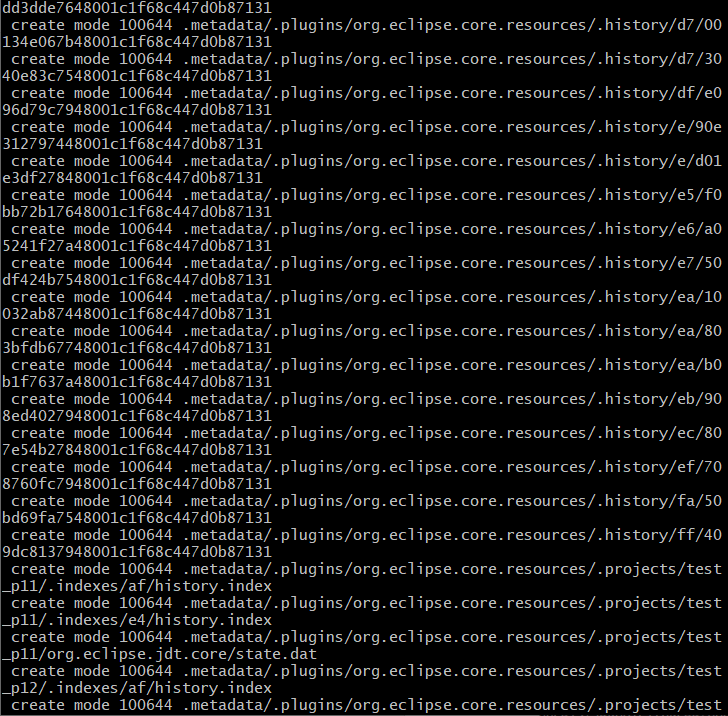 dd3dde7648001c1f68c447d0b87131
create mode 100644 .metadata/.plugins/org.eclipse.core.resources/.history/d7/00
134e067b48001c1f68c447d0b87131
create mode 100644 .metadata/.plugins/org.eclipse.core.resources/.history/d7/30
40e83c7548001c1f68c447d0b87131
create mode 100644 .metadata/.plugins/org.eclipse.core.resources/.history/df/e0
96d79c7948001c1f68c447d0b87131
create mode 100644 .metadata/.plugins/org.eclipse.core.resources/.history/e/90e
312797448001c1f68c447d0b87131
create mode 100644 .metadata/.plugins/org.eclipse.core.resources/.history/e/d01
e3df27848001c1f68c447d0b87131
create mode 100644 .metadata/.plugins/org.eclipse.core.resources/.history/e5/f0
bb72b17648001c1f68c447d0b87131
create mode 100644 .metadata/.plugins/org.eclipse.core.resources/.history/e6/a0
5241f27a48001c1f68c447d0b87131
create mode 100644 .metadata/.plugins/org.eclipse.core.resources/.history/e7/50
df424b7548001c1f68c447d0b87131
create mode 100644 .metadata/.plugins/org.eclipse.core.resources/.history/ea/10
032ab87448001c1f68c447d0b87131
create mode 100644 .metadata/.plugins/org.eclipse.core.resources/.history/ea/80
3bfdb67748001c1f68c447d0b87131
create mode 100644 .metadata/.plugins/org.eclipse.core.resources/.history/ea/b0
b1f7637a48001c1f68c447d0b87131
create mode 100644 .metadata/.plugins/org.eclipse.core.resources/.history/eb/90
8ed4027948001c1f68c447d0b87131
create mode 100644 .metadata/.plugins/org.eclipse.core.resources/.history/ec/80
7e54b27848001c1f68c447d0b87131
create mode 100644 .metadata/.plugins/org.eclipse.core.resources/.history/ef/70
8760fc7948001c1f68c447d0b87131
create mode 100644 .metadata/.plugins/org.eclipse.core.resources/.history/fa/50
bd69fa7548001c1f68c447d0b87131
create mode 100644 .metadata/.plugins/org.eclipse.core.resources/.history/ff/40
9dc8137948001c1f68c447d0b87131
create mode 100644 .metadata/.plugins/org.eclipse.core.resources/.projects/test
_p11/.indexes/af/history.index
create mode 100644 .metadata/.plugins/org.eclipse.core.resources/.projects/test
_p11/.indexes/e4/history.index
create mode 100644 .metadata/.plugins/org.eclipse.core.resources/.projects/test
_p11/org.eclipse.jdt.core/state.dat
create mode 100644 .metadata/.plugins/org.eclipse.core.resources/.projects/test
_p12/.indexes/af/history.index
create mode 100644 .metadata/.plugins/org.eclipse.core.resources/.projects/test